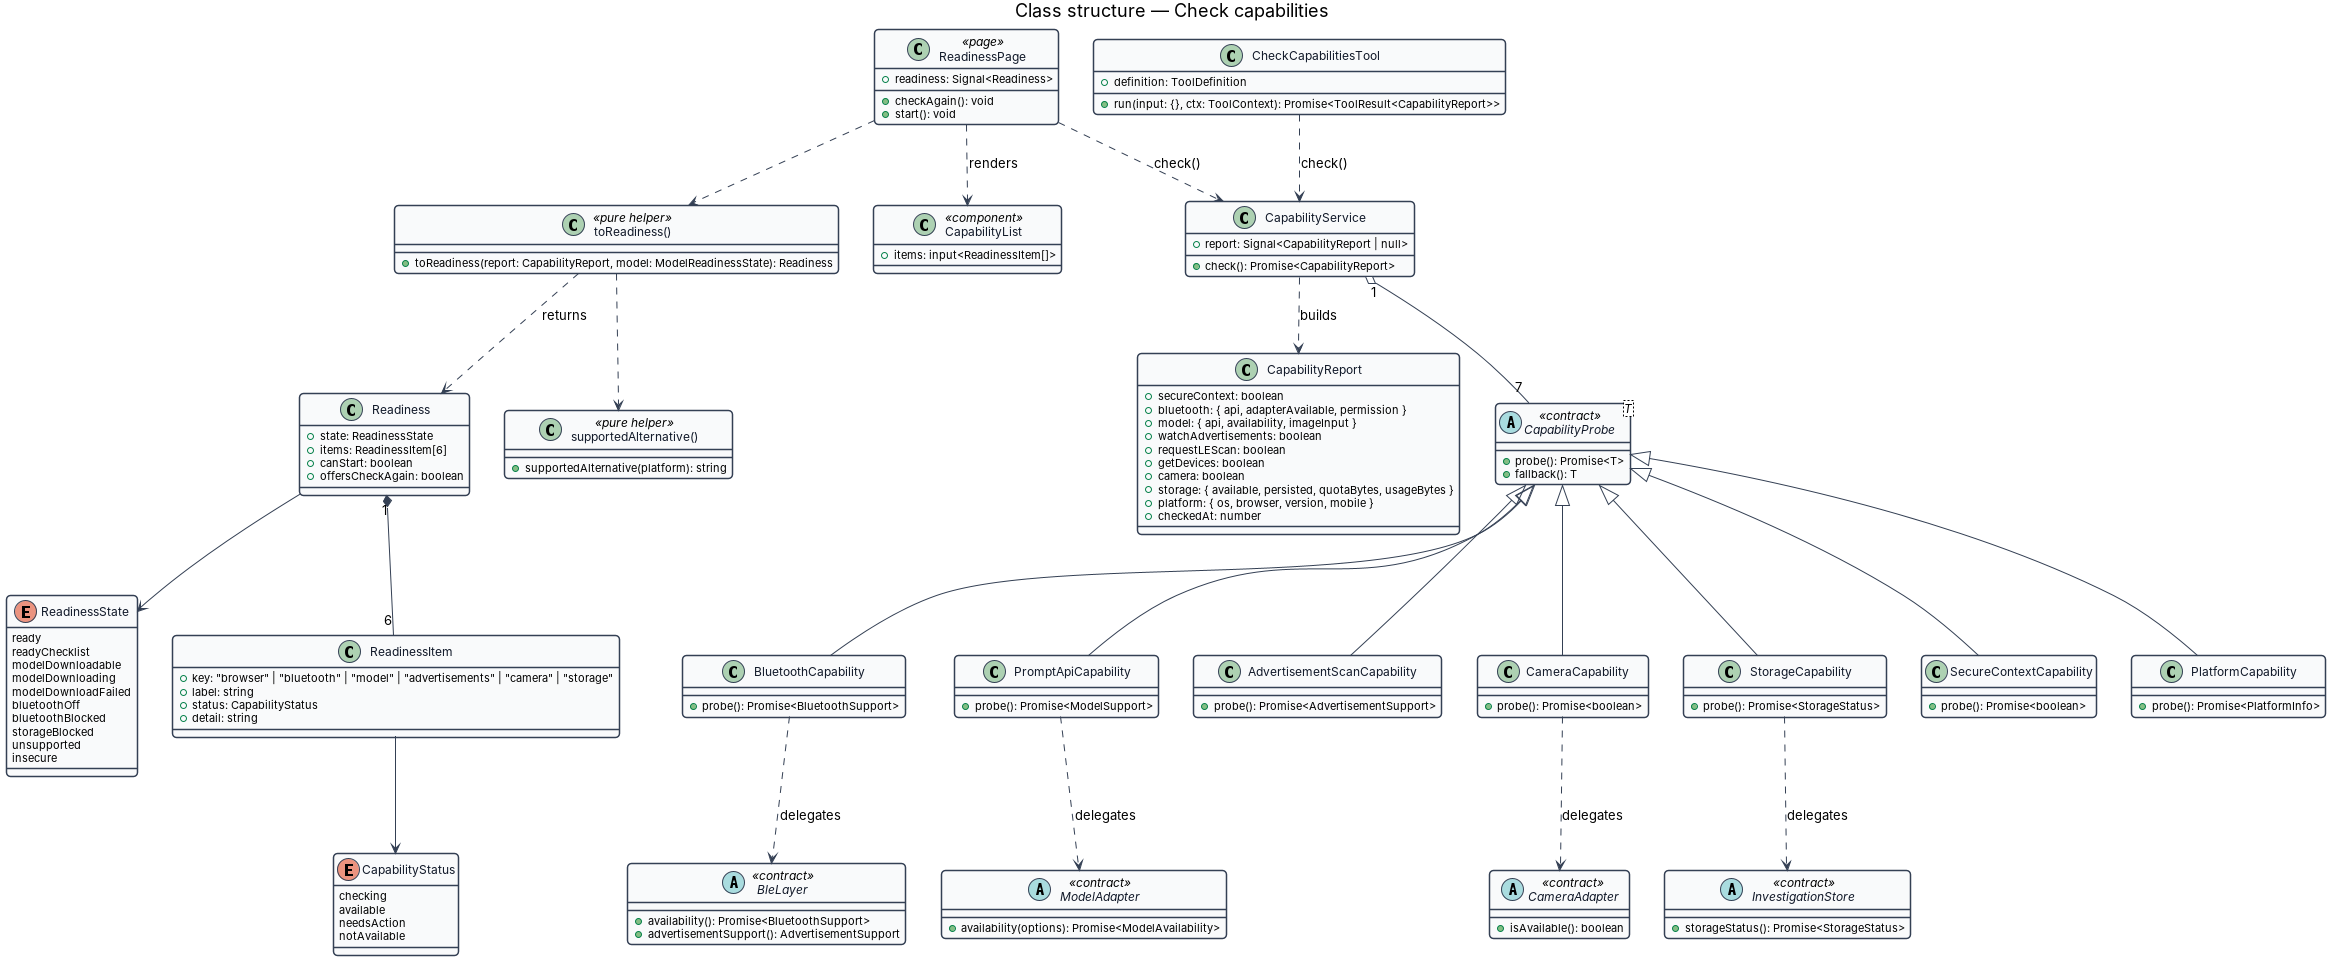 Class structure — Check capabilities
C
«page»
ReadinessPage
readiness: Signal<Readiness>
checkAgain(): void
start(): void
C
CheckCapabilitiesTool
definition: ToolDefinition
run(input: {}, ctx: ToolContext): Promise<ToolResult<CapabilityReport>>
renders
check()
check()
C
«pure helper»
toReadiness()
toReadiness(report: CapabilityReport, model: ModelReadinessState): Readiness
C
«component»
CapabilityList
items: input<ReadinessItem[]>
C
CapabilityService
report: Signal<CapabilityReport | null>
check(): Promise<CapabilityReport>
1
returns
builds
7
C
Readiness
state: ReadinessState
items: ReadinessItem[6]
canStart: boolean
offersCheckAgain: boolean
1
C
«pure helper»
supportedAlternative()
supportedAlternative(platform): string
C
CapabilityReport
secureContext: boolean
bluetooth: { api, adapterAvailable, permission }
model: { api, availability, imageInput }
watchAdvertisements: boolean
requestLEScan: boolean
getDevices: boolean
camera: boolean
storage: { available, persisted, quotaBytes, usageBytes }
platform: { os, browser, version, mobile }
checkedAt: number
T
A
«contract»
CapabilityProbe
probe(): Promise<T>
fallback(): T
E
ReadinessState
ready
readyChecklist
modelDownloadable
modelDownloading
modelDownloadFailed
bluetoothOff
bluetoothBlocked
storageBlocked
unsupported
insecure
6
C
ReadinessItem
key: "browser" | "bluetooth" | "model" | "advertisements" | "camera" | "storage"
label: string
status: CapabilityStatus
detail: string
C
BluetoothCapability
probe(): Promise<BluetoothSupport>
C
PromptApiCapability
probe(): Promise<ModelSupport>
C
AdvertisementScanCapability
probe(): Promise<AdvertisementSupport>
C
CameraCapability
probe(): Promise<boolean>
C
StorageCapability
probe(): Promise<StorageStatus>
C
SecureContextCapability
probe(): Promise<boolean>
C
PlatformCapability
probe(): Promise<PlatformInfo>
delegates
delegates
delegates
delegates
E
CapabilityStatus
checking
available
needsAction
notAvailable
A
«contract»
BleLayer
availability(): Promise<BluetoothSupport>
advertisementSupport(): AdvertisementSupport
A
«contract»
ModelAdapter
availability(options): Promise<ModelAvailability>
A
«contract»
CameraAdapter
isAvailable(): boolean
A
«contract»
InvestigationStore
storageStatus(): Promise<StorageStatus>